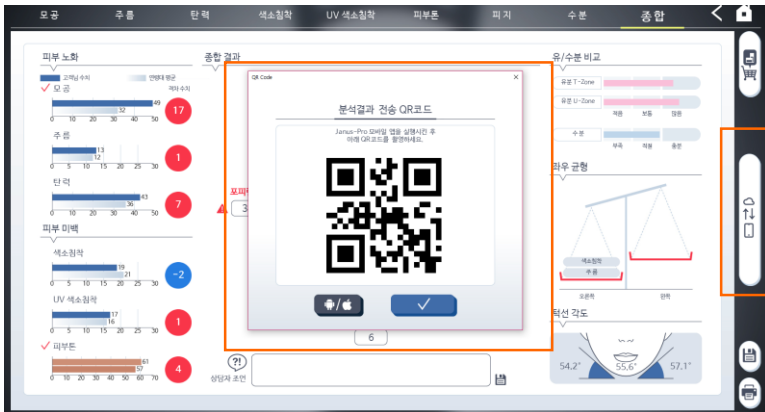 모공 주름 탄력 색소침착 UV 색소침착 피부톤 피지 수분 종합
피부 노화
고객님 수치 연령대 평균 격차 수치
모공
49
32
17
0 10 20 30 40 50
주름
13
12
1
0 5 10 15 20 25 30
탄력
43
36
7
0 10 20 30 40 50
피부 미백
색소침착
19
21
-2
0 5 10 15 20 25 30
UV 색소침착
17
16
1
0 5 10 15 20 25 30
피부톤
61
57
4
0 10 20 30 40 50 60 70
종합 결과
QR Code
분석결과 전송 QR코드
Janus-Pro 모바일 앱을 실행시킨 후
아래 QR코드를 촬영하세요.
포피
3
6
상담자 조언
유/수분 비교
유분 T-Zone
유분 U-Zone
적음 보통 많음
수분
부족 적절 충분
좌우 균형
색소침착
주름
오른쪽 왼쪽
턱선 각도
54.2° 55.6° 57.1°